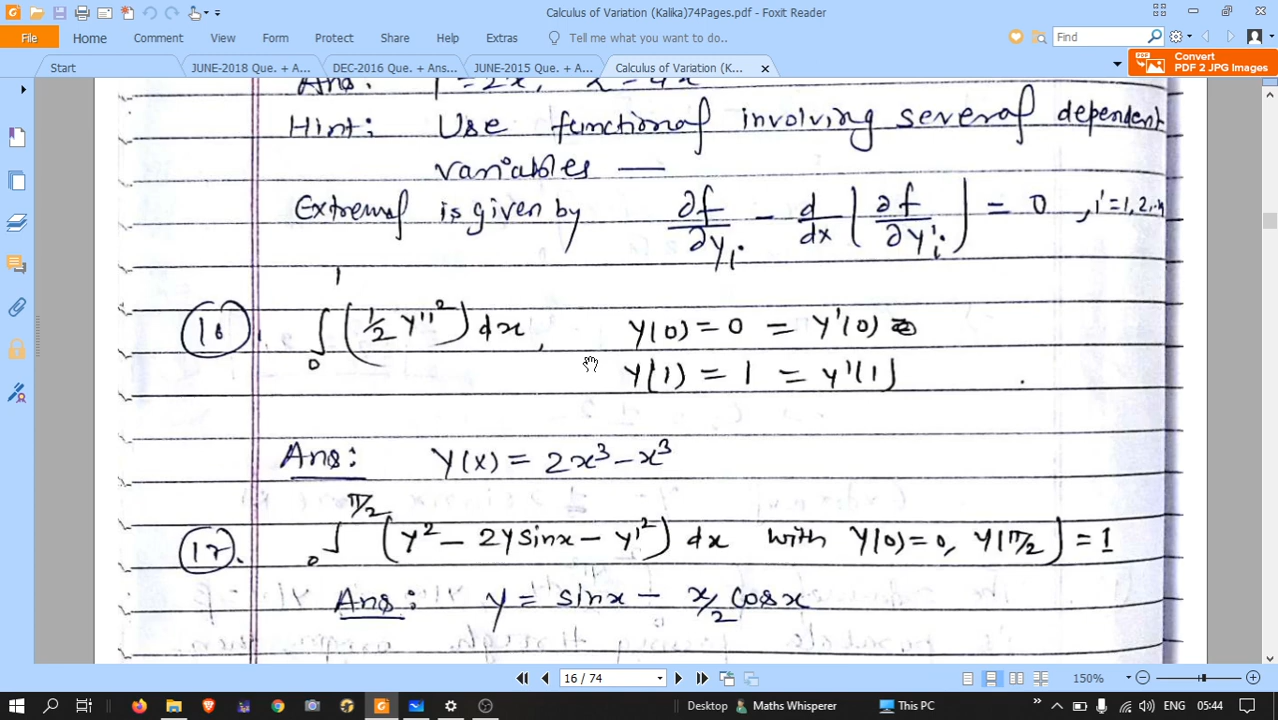 Calculus of Variation (Kalika)74Pages.pdf - Foxit Reader
File Home Comment View Form Protect Share Help Extras Tell me what you want to do.. Find
Start JUNE-2018 Que. + A... DEC-2016 Que. + A... JUNE-2015 Que. + A... Calculus of Variation (K...
Convert
PDF 2 JPG Images
Hint: Use functional involving several dependent
variables —
Extremal is given by ∂f/∂yi - d/dx (∂f/∂y'i) = 0 , i=1,2,..n
(16). ∫₀¹ (½ y''²) dx, y(0) = 0 = y'(0)
y(1) = 1 = y'(1)
Ans: y(x) = 2x³ - x³
(17). ∫₀^π/2 (y² - 2y sinx - y'²) dx with y(0)=0, y(π/2) = 1
Ans: y = sinx - x/2 cosx
16 / 74 150%
Desktop Maths Whisperer This PC » ENG 05:44